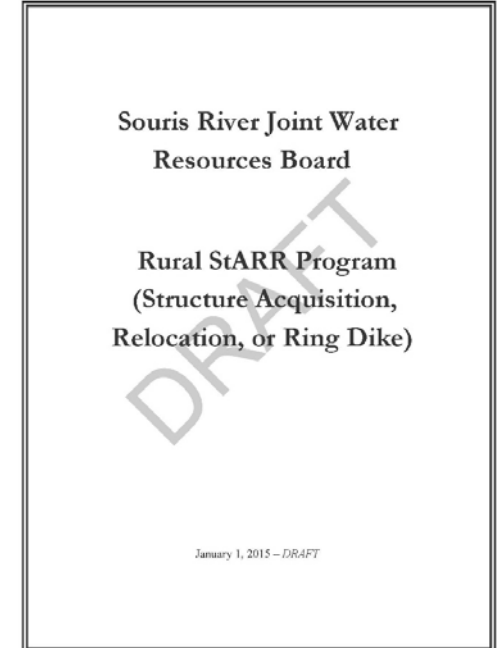 Souris River Joint Water
Resources Board
Rural StARR Program
(Structure Acquisition,
Relocation, or Ring Dike)
DRAFT
January 1, 2015 – DRAFT